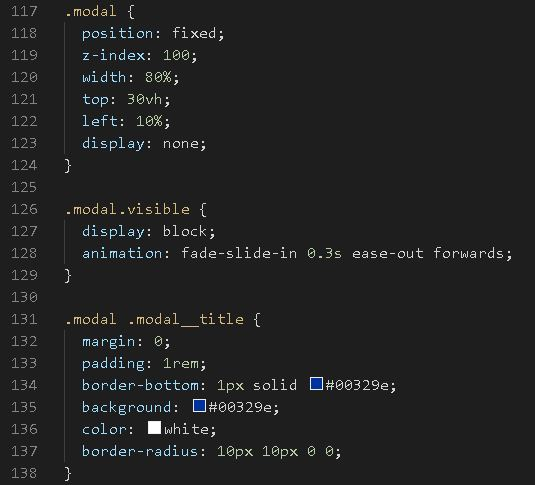 117 .modal {
118   position: fixed;
119   z-index: 100;
120   width: 80%;
121   top: 30vh;
122   left: 10%;
123   display: none;
124 }
125
126 .modal.visible {
127   display: block;
128   animation: fade-slide-in 0.3s ease-out forwards;
129 }
130
131 .modal .modal__title {
132   margin: 0;
133   padding: 1rem;
134   border-bottom: 1px solid #00329e;
135   background: #00329e;
136   color: white;
137   border-radius: 10px 10px 0 0;
138 }